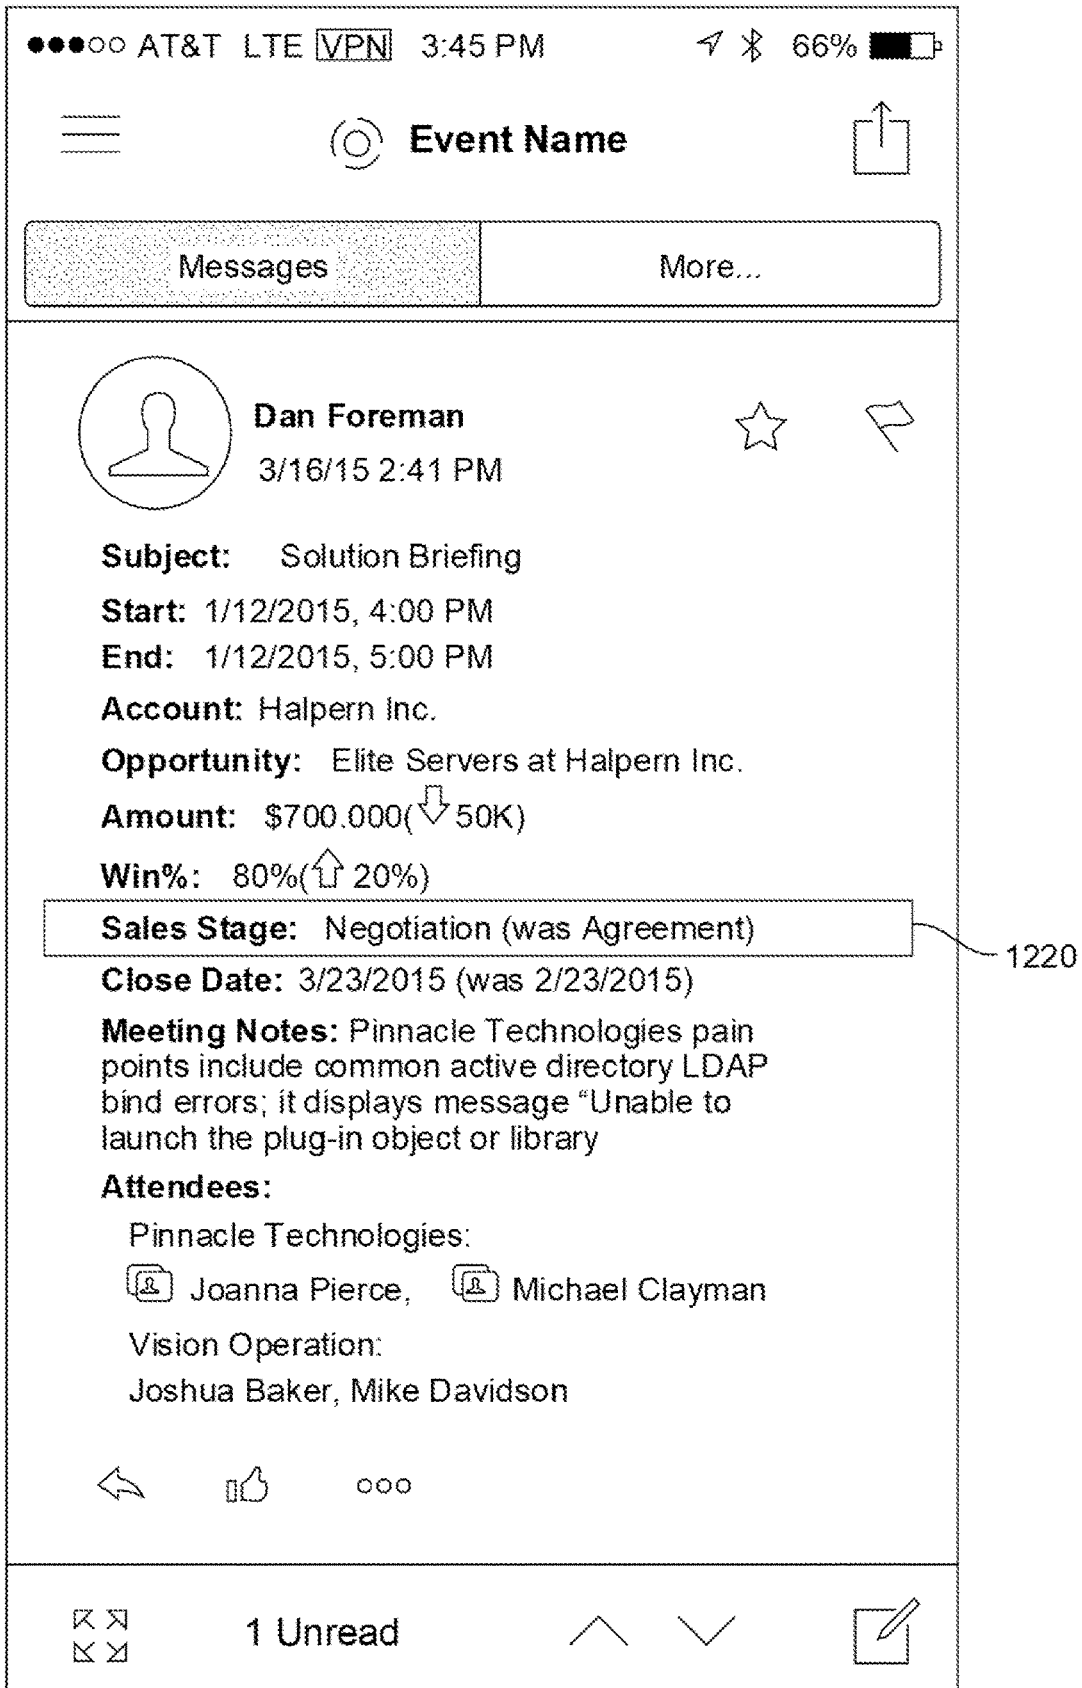 AT&T LTE VPN 3:45 PM 66%
Event Name
Messages More...
Dan Foreman
3/16/15 2:41 PM
Subject: Solution Briefing
Start: 1/12/2015, 4:00 PM
End: 1/12/2015, 5:00 PM
Account: Halpern Inc.
Opportunity: Elite Servers at Halpern Inc.
Amount: $700.000( 50K)
Win%: 80%( 20%)
Sales Stage: Negotiation (was Agreement)
1220
Close Date: 3/23/2015 (was 2/23/2015)
Meeting Notes: Pinnacle Technologies pain
points include common active directory LDAP
bind errors; it displays message “Unable to
launch the plug-in object or library
Attendees:
Pinnacle Technologies:
Joanna Pierce, Michael Clayman
Vision Operation:
Joshua Baker, Mike Davidson
1 Unread